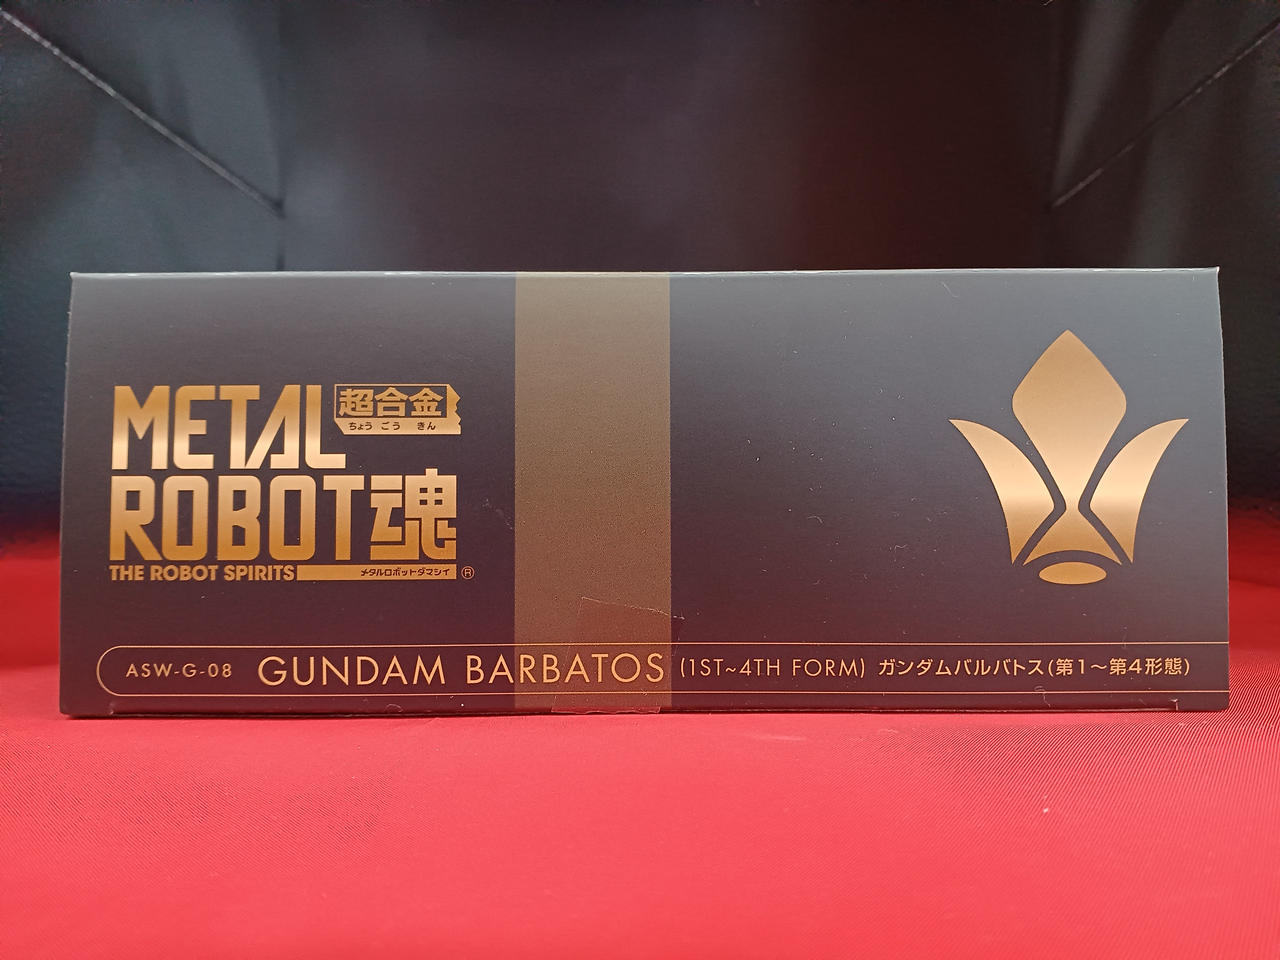 METAL 超合金
ちょう ごう きん
ROBOT魂
THE ROBOT SPIRITS メタルロボットダマシイ ®
ASW-G-08 GUNDAM BARBATOS (1ST~4TH FORM) ガンダムバルバトス(第1〜第4形態)